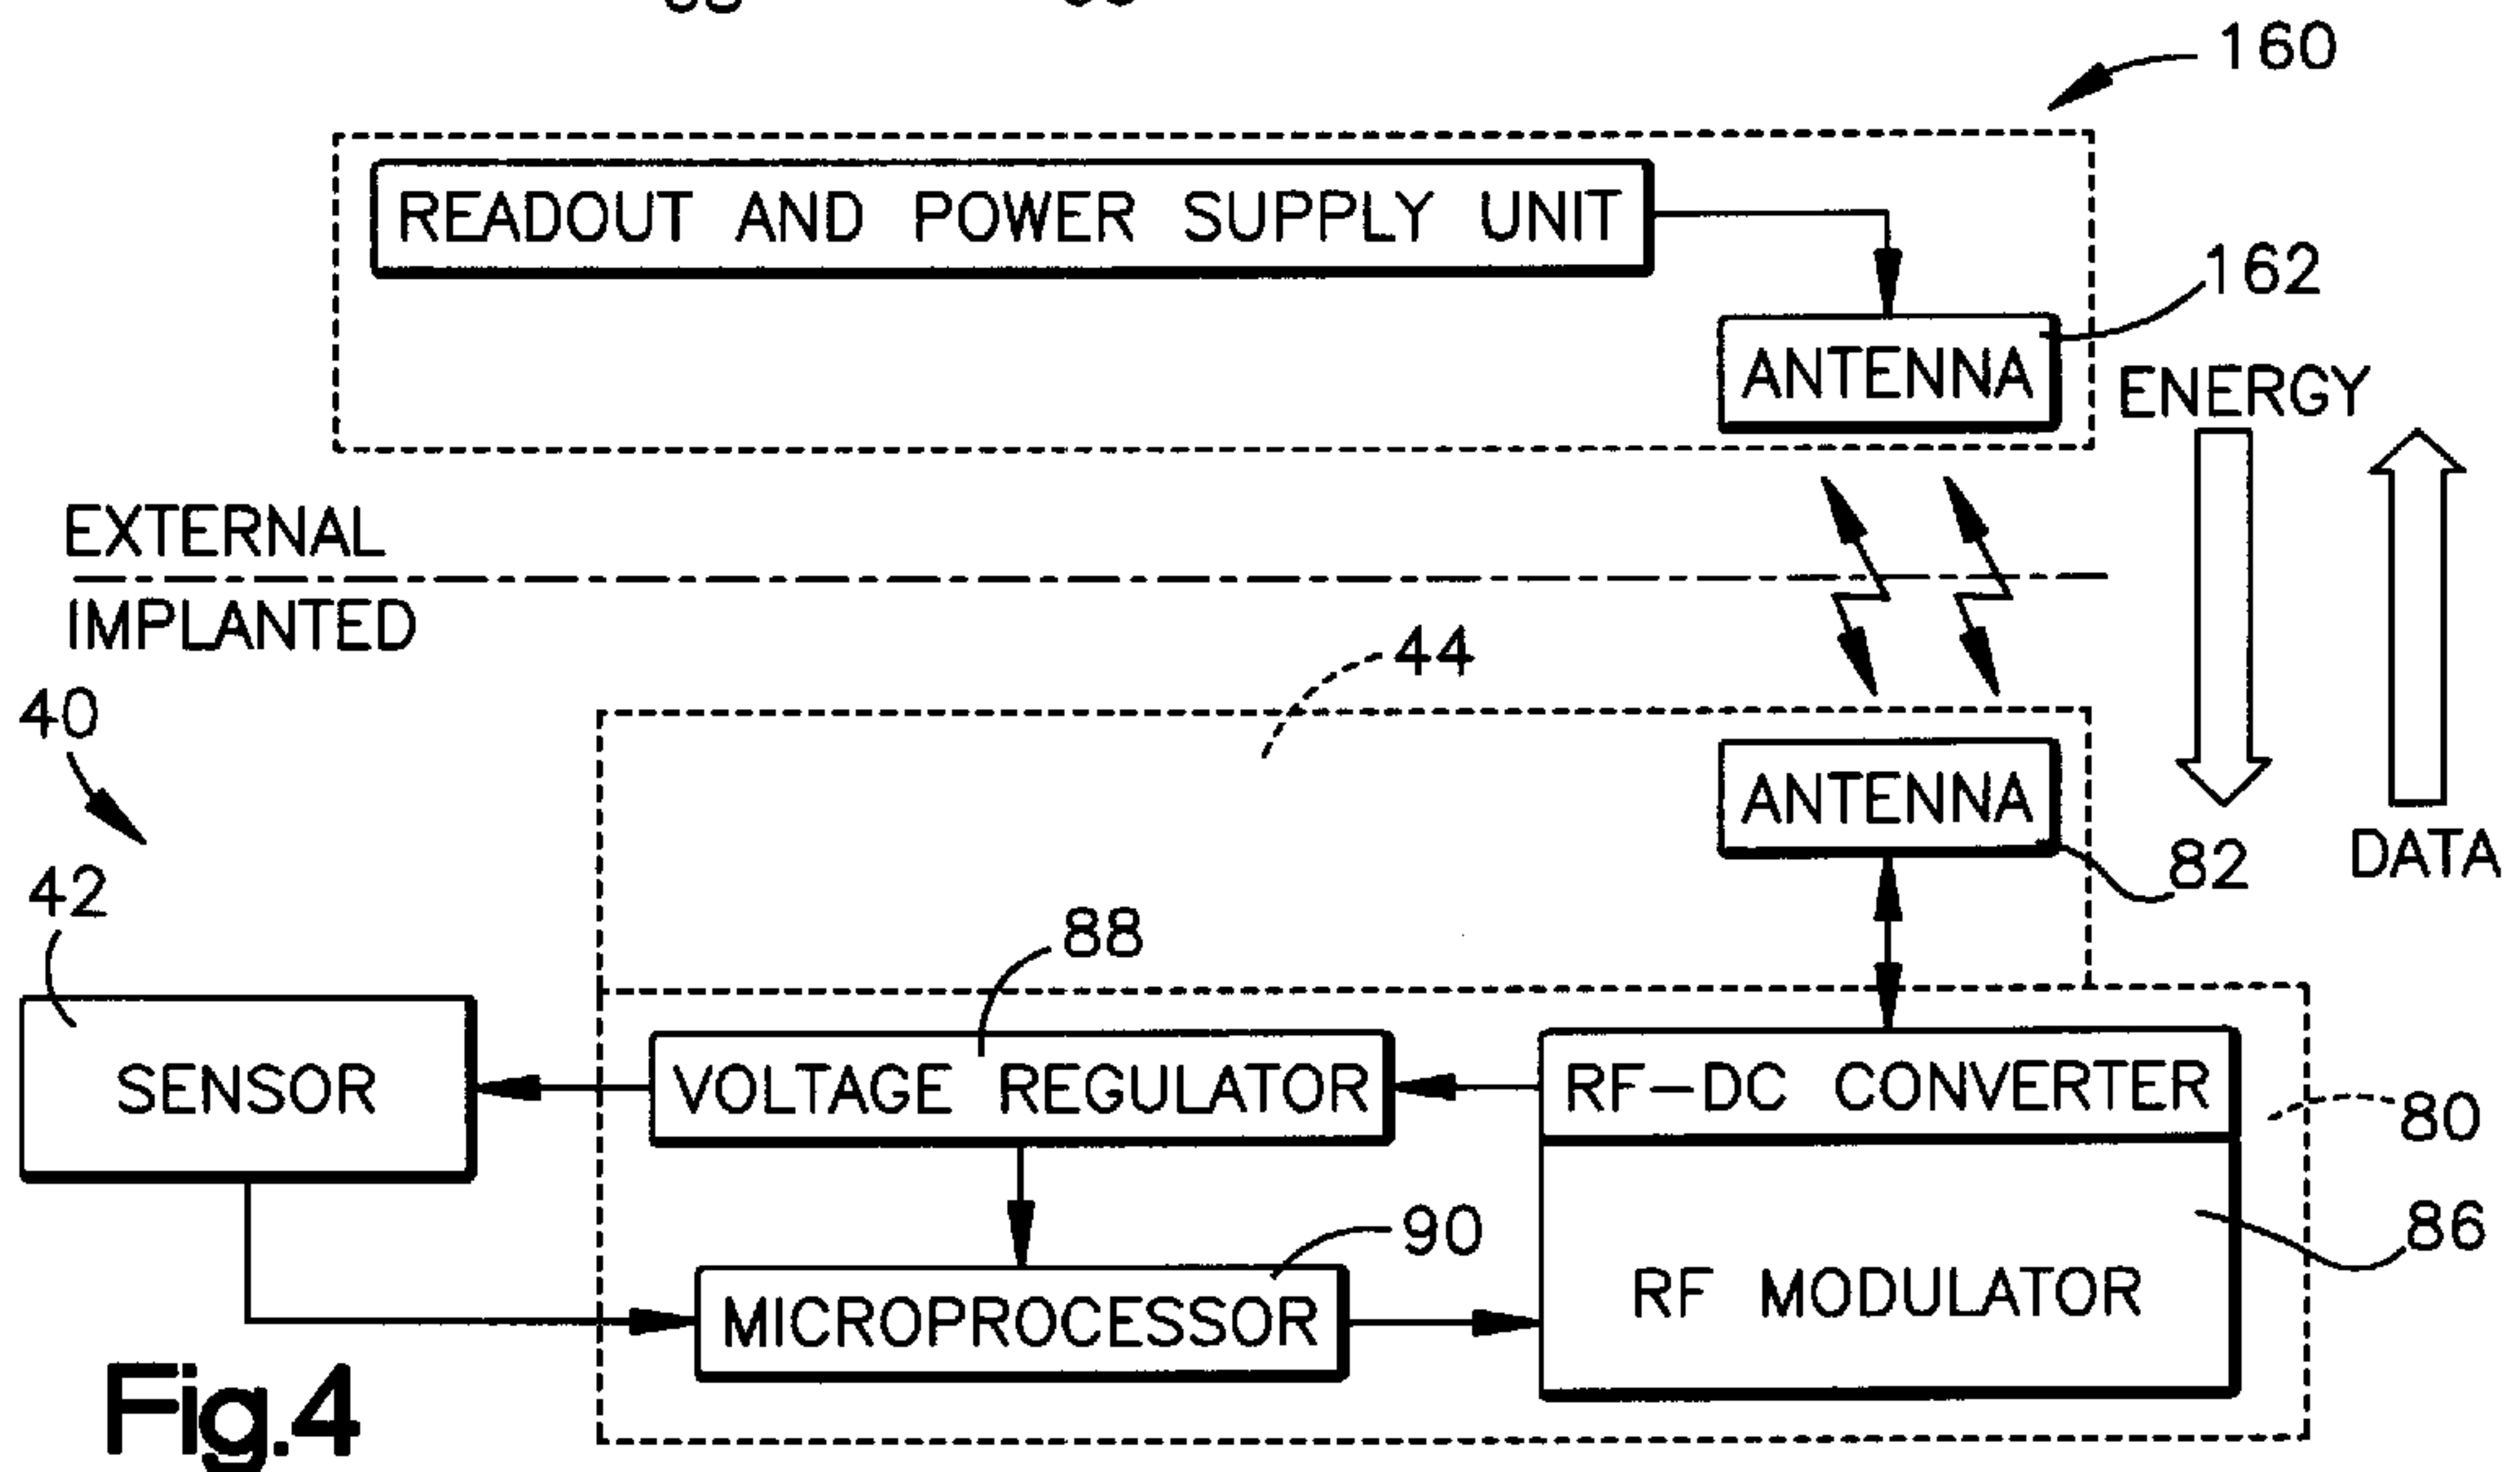 160
READOUT AND POWER SUPPLY UNIT
162
ANTENNA
ENERGY
EXTERNAL
IMPLANTED
44
40
ANTENNA
82
DATA
42
88
SENSOR
VOLTAGE REGULATOR
RF-DC CONVERTER
80
86
90
RF MODULATOR
MICROPROCESSOR
Fig.4